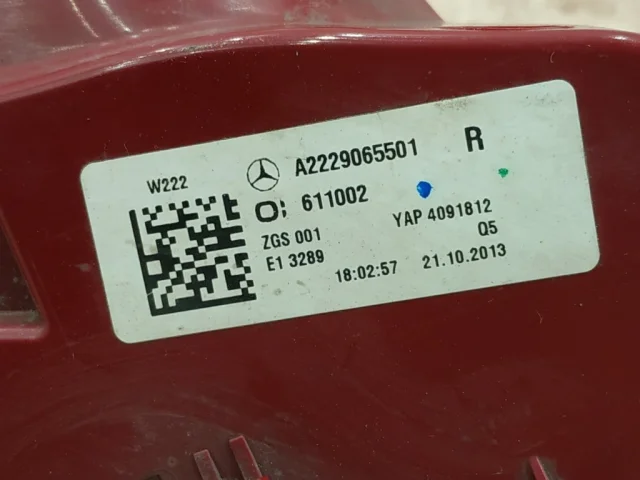 W222 A2229065501 R
611002
ZGS 001 YAP 4091812
E1 3289 Q5
18:02:57 21.10.2013